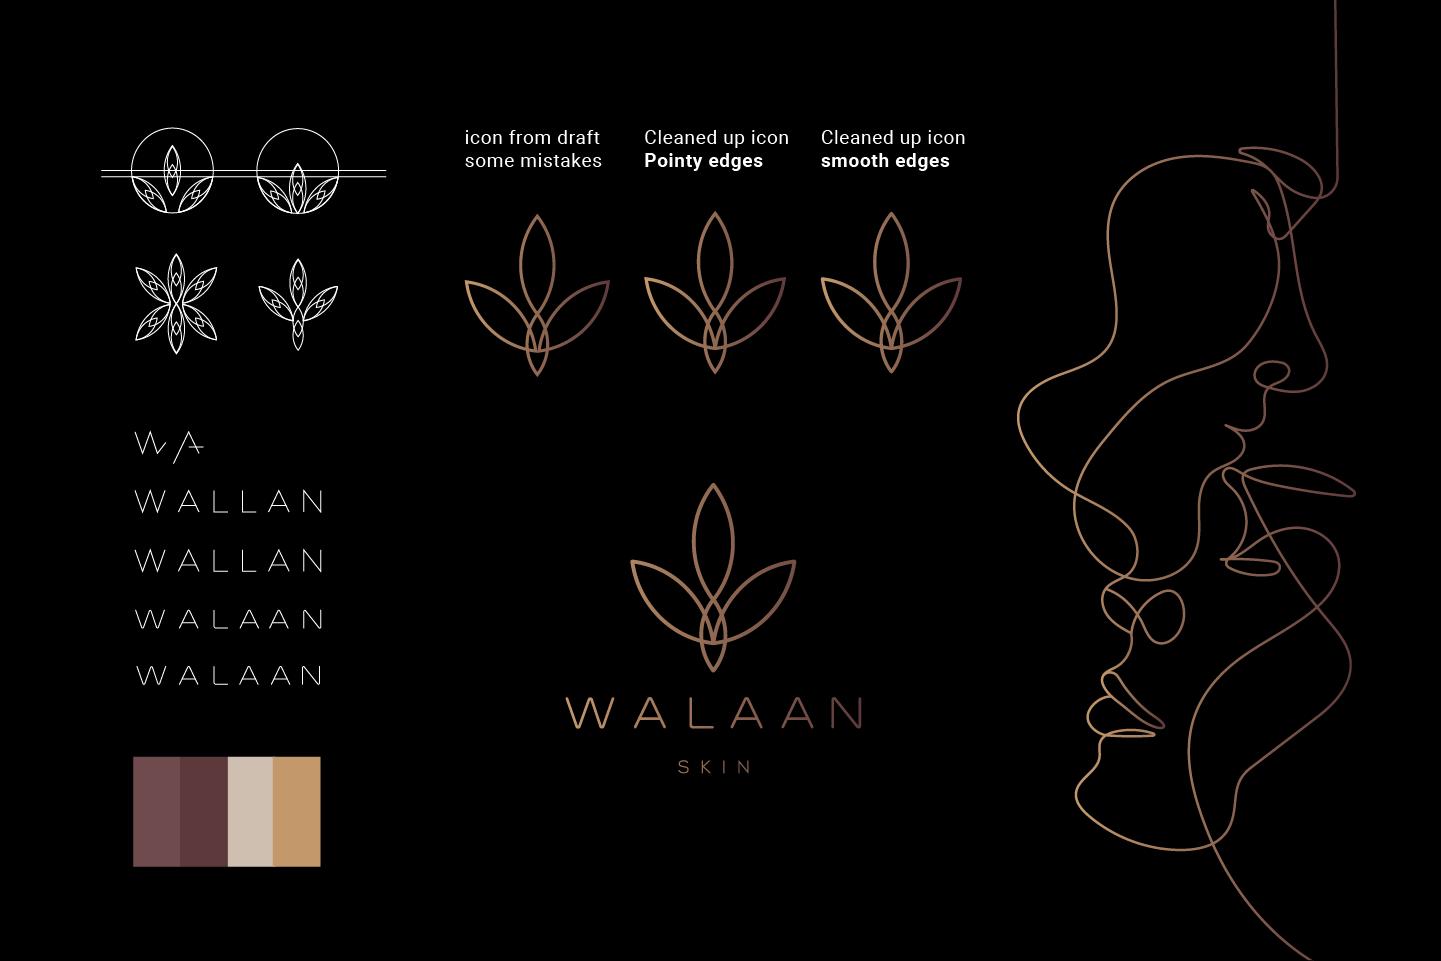 icon from draft
some mistakes
Cleaned up icon
Pointy edges
Cleaned up icon
smooth edges
WA
WALLAN
WALLAN
WALAAN
WALAAN
WALAAN
SKIN